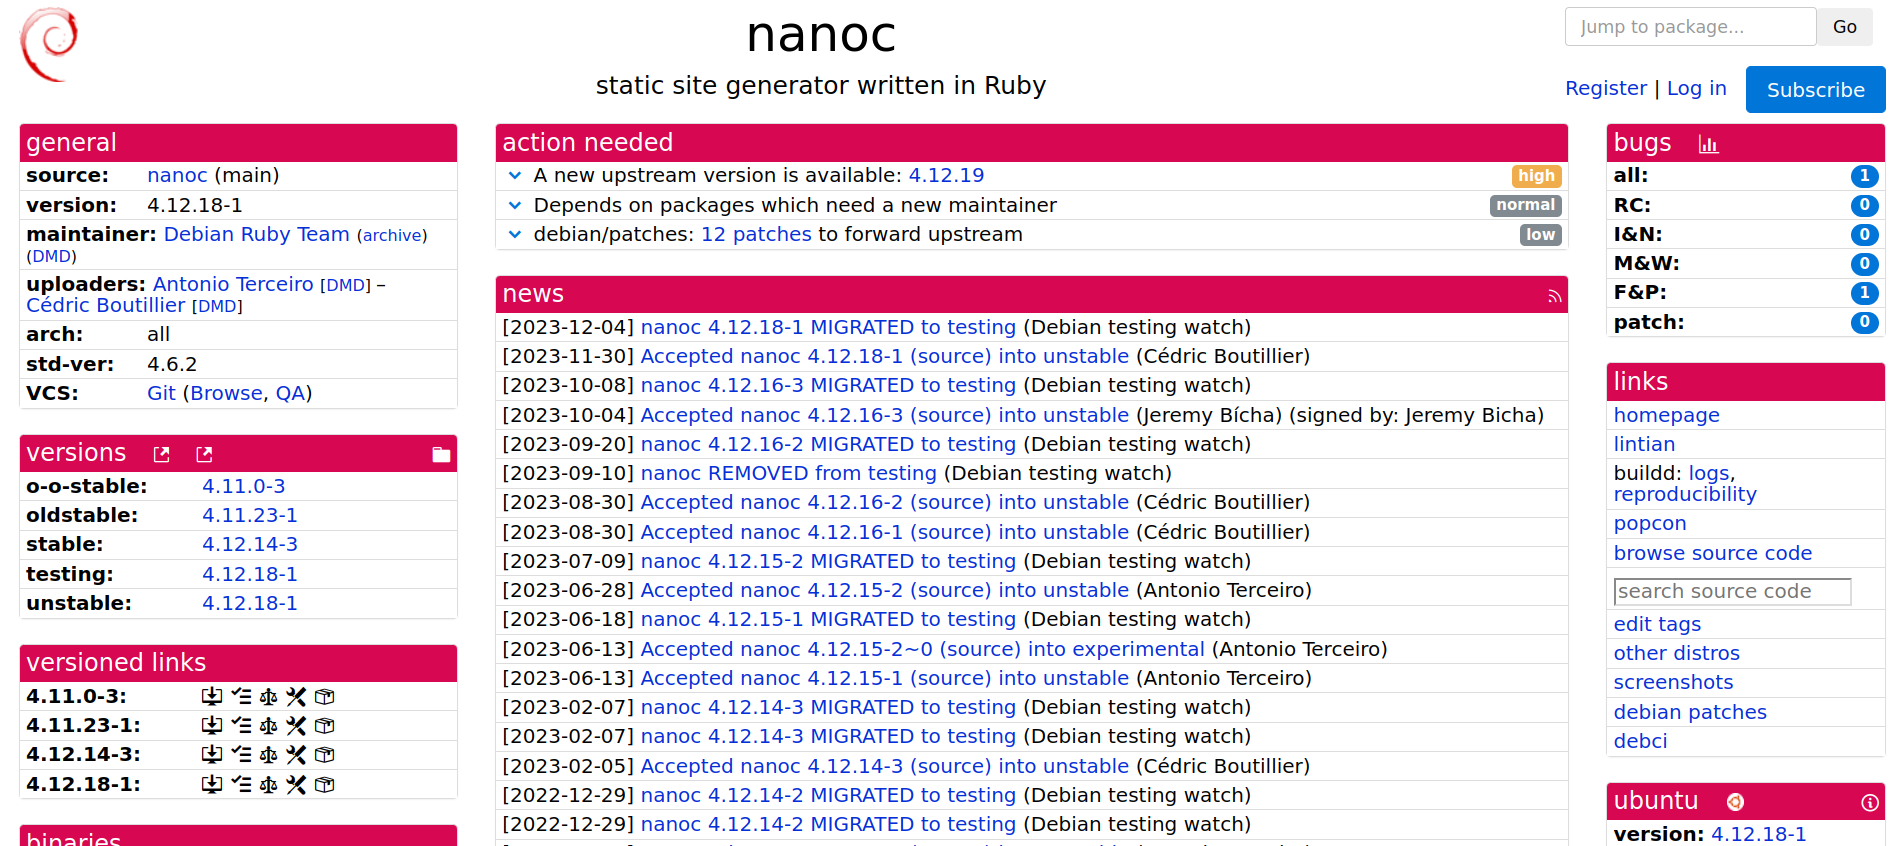 nanoc
static site generator written in Ruby
Jump to package...
Go
Register | Log in
Subscribe
general
source: nanoc (main)
version: 4.12.18-1
maintainer: Debian Ruby Team (archive)
(DMD)
uploaders: Antonio Terceiro [DMD] –
Cédric Boutillier [DMD]
arch: all
std-ver: 4.6.2
VCS: Git (Browse, QA)
versions
o-o-stable: 4.11.0-3
oldstable: 4.11.23-1
stable: 4.12.14-3
testing: 4.12.18-1
unstable: 4.12.18-1
versioned links
4.11.0-3:
4.11.23-1:
4.12.14-3:
4.12.18-1:
binaries
action needed
A new upstream version is available: 4.12.19 high
Depends on packages which need a new maintainer normal
debian/patches: 12 patches to forward upstream low
news
[2023-12-04] nanoc 4.12.18-1 MIGRATED to testing (Debian testing watch)
[2023-11-30] Accepted nanoc 4.12.18-1 (source) into unstable (Cédric Boutillier)
[2023-10-08] nanoc 4.12.16-3 MIGRATED to testing (Debian testing watch)
[2023-10-04] Accepted nanoc 4.12.16-3 (source) into unstable (Jeremy Bícha) (signed by: Jeremy Bicha)
[2023-09-20] nanoc 4.12.16-2 MIGRATED to testing (Debian testing watch)
[2023-09-10] nanoc REMOVED from testing (Debian testing watch)
[2023-08-30] Accepted nanoc 4.12.16-2 (source) into unstable (Cédric Boutillier)
[2023-08-30] Accepted nanoc 4.12.16-1 (source) into unstable (Cédric Boutillier)
[2023-07-09] nanoc 4.12.15-2 MIGRATED to testing (Debian testing watch)
[2023-06-28] Accepted nanoc 4.12.15-2 (source) into unstable (Antonio Terceiro)
[2023-06-18] nanoc 4.12.15-1 MIGRATED to testing (Debian testing watch)
[2023-06-13] Accepted nanoc 4.12.15-2~0 (source) into experimental (Antonio Terceiro)
[2023-06-13] Accepted nanoc 4.12.15-1 (source) into unstable (Antonio Terceiro)
[2023-02-07] nanoc 4.12.14-3 MIGRATED to testing (Debian testing watch)
[2023-02-07] nanoc 4.12.14-3 MIGRATED to testing (Debian testing watch)
[2023-02-05] Accepted nanoc 4.12.14-3 (source) into unstable (Cédric Boutillier)
[2022-12-29] nanoc 4.12.14-2 MIGRATED to testing (Debian testing watch)
[2022-12-29] nanoc 4.12.14-2 MIGRATED to testing (Debian testing watch)
bugs
all: 1
RC: 0
I&N: 0
M&W: 0
F&P: 1
patch: 0
links
homepage
lintian
buildd: logs,
reproducibility
popcon
browse source code
search source code
edit tags
other distros
screenshots
debian patches
debci
ubuntu
version: 4.12.18-1